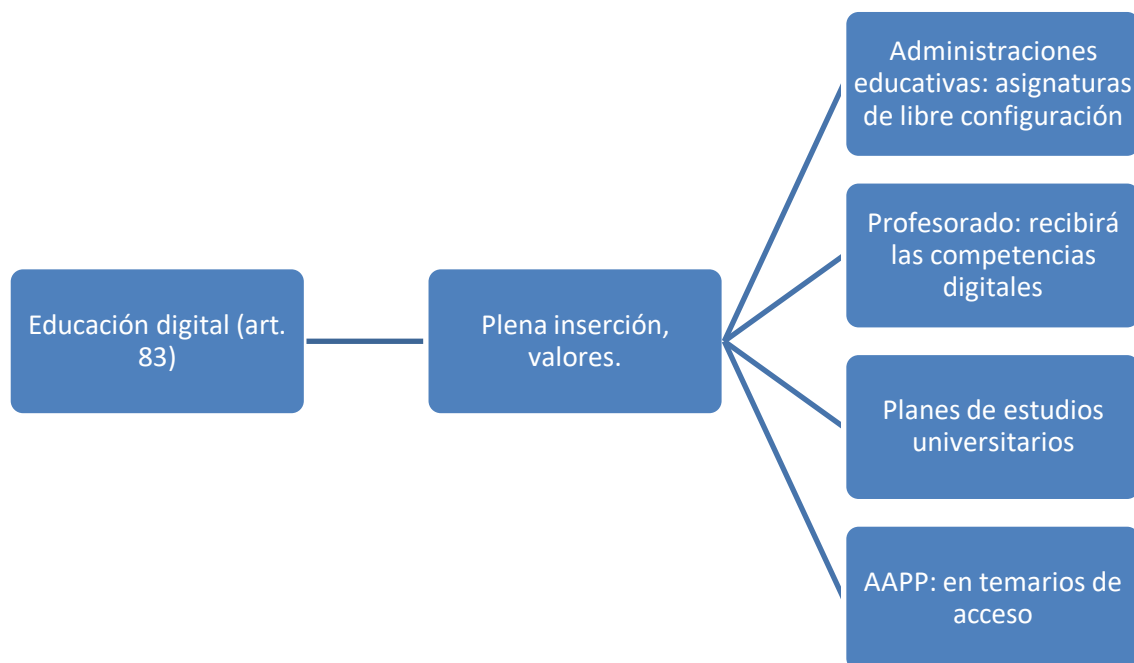 Educación digital (art.
83)
Plena inserción,
valores.
Administraciones
educativas: asignaturas
de libre configuración
Profesorado: recibirá
las competencias
digitales
Planes de estudios
universitarios
AAPP: en temarios de
acceso